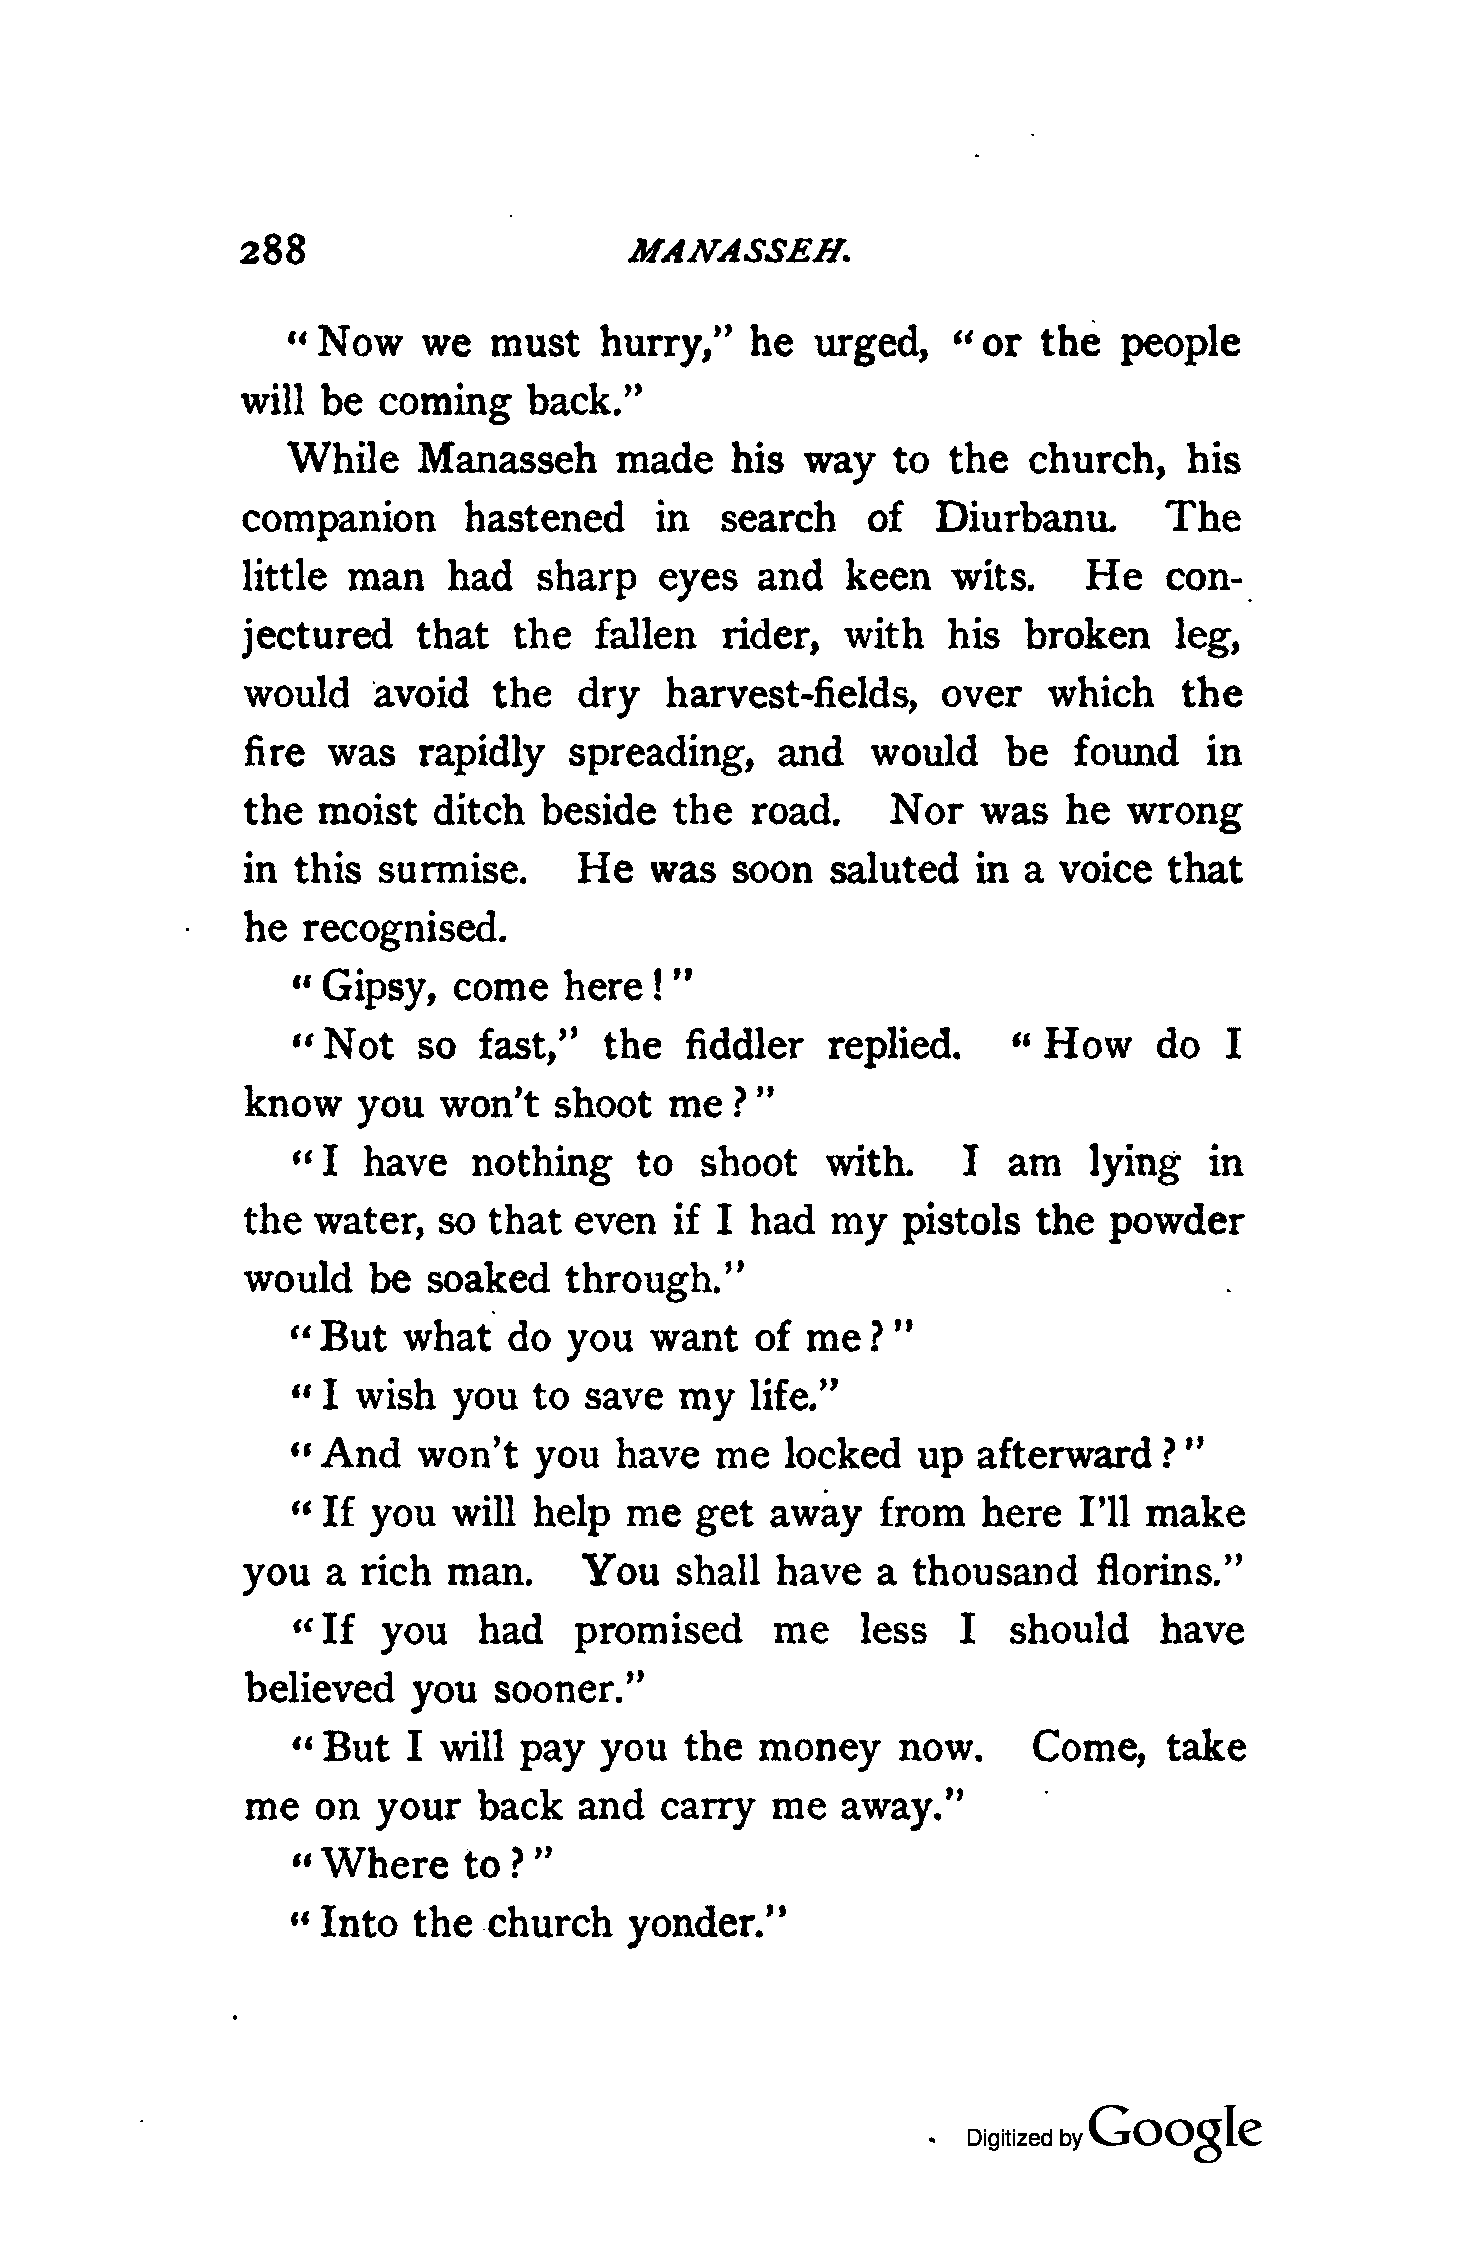 288 MANASSEH.
"Now we must hurry," he urged, "or the people
will be coming back."
While Manasseh made his way to the church, his
companion hastened in search of Diurbanu. The
little man had sharp eyes and keen wits. He con-
jectured that the fallen rider, with his broken leg,
would avoid the dry harvest-fields, over which the
fire was rapidly spreading, and would be found in
the moist ditch beside the road. Nor was he wrong
in this surmise. He was soon saluted in a voice that
he recognised.
"Gipsy, come here!"
"Not so fast," the fiddler replied. "How do I
know you won't shoot me?"
"I have nothing to shoot with. I am lying in
the water, so that even if I had my pistols the powder
would be soaked through."
"But what do you want of me?"
"I wish you to save my life."
"And won't you have me locked up afterward?"
"If you will help me get away from here I'll make
you a rich man. You shall have a thousand florins."
"If you had promised me less I should have
believed you sooner."
"But I will pay you the money now. Come, take
me on your back and carry me away."
"Where to?"
"Into the church yonder."
Digitized by Google